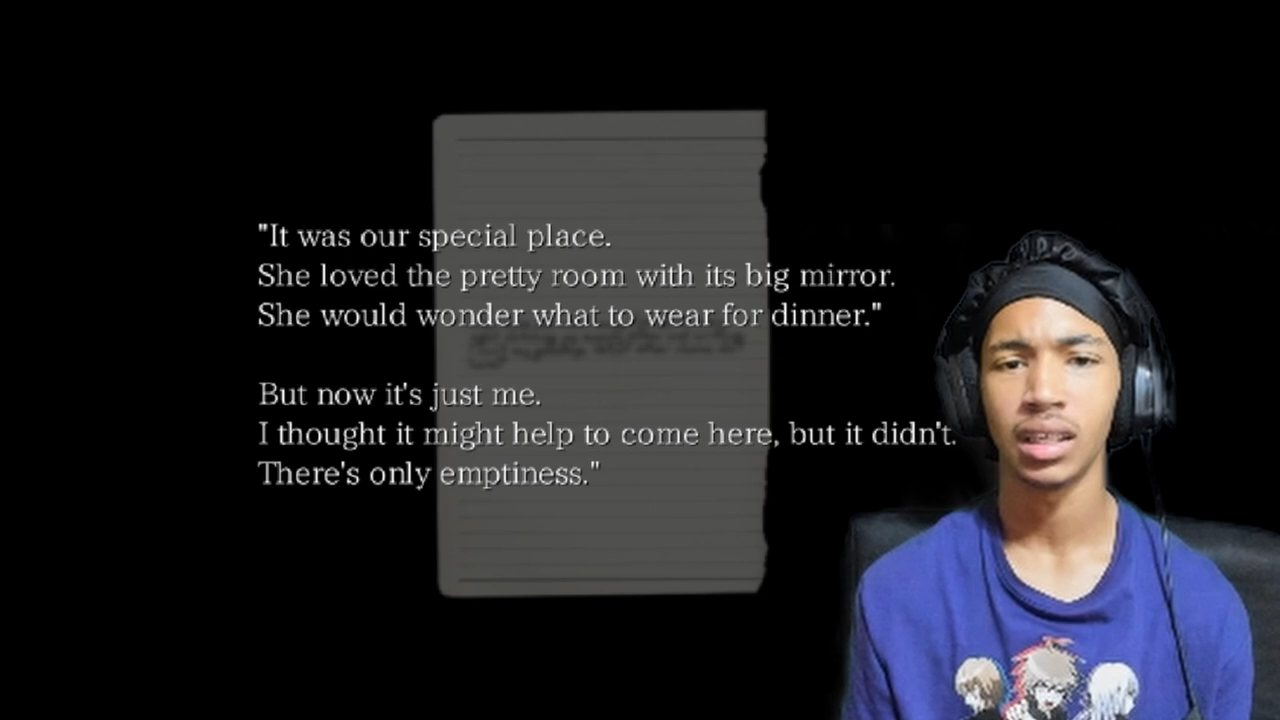 "It was our special place.
She loved the pretty room with its big mirror.
She would wonder what to wear for dinner."
But now it's just me.
I thought it might help to come here, but it didn't.
There's only emptiness."